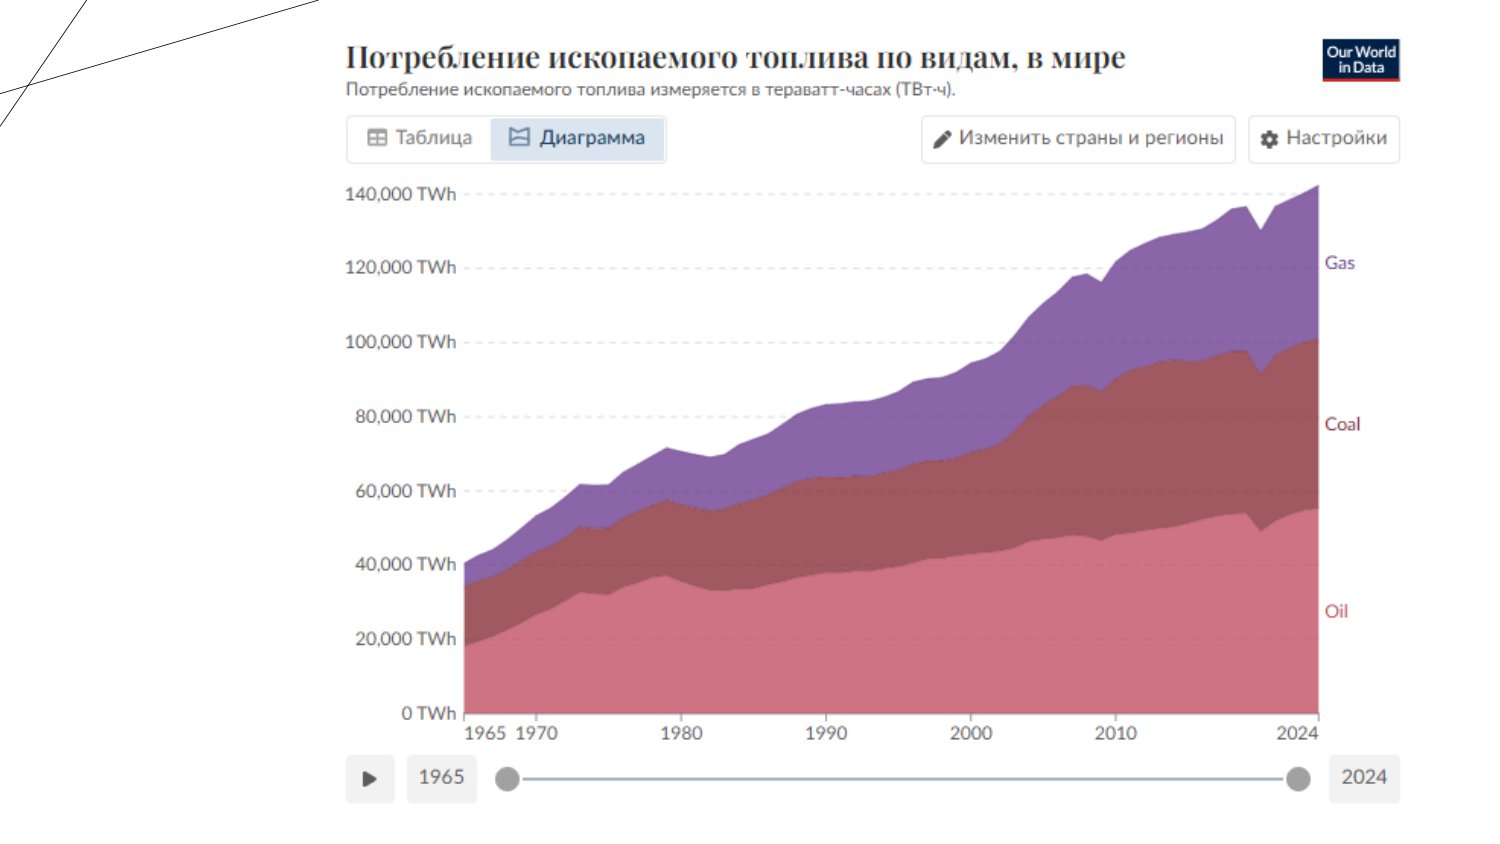 Потребление ископаемого топлива по видам, в мире
Our World
in Data
Потребление ископаемого топлива измеряется в тераватт-часах (ТВт·ч).
Таблица
Диаграмма
Изменить страны и регионы
Настройки
140,000 TWh
120,000 TWh
Gas
100,000 TWh
80,000 TWh
Coal
60,000 TWh
40,000 TWh
Oil
20,000 TWh
0 TWh
1965 1970 1980 1990 2000 2010 2024
1965
2024